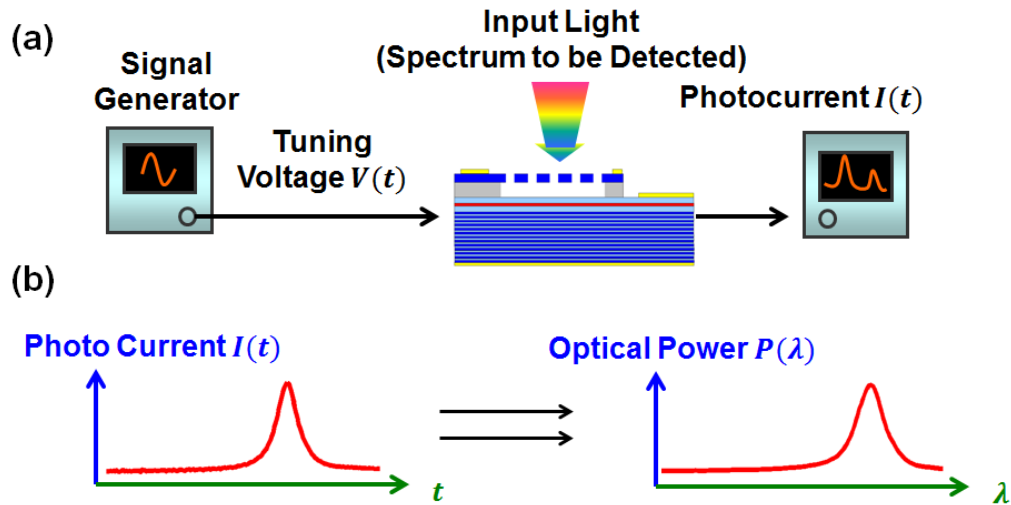 (a)
Signal
Generator
Tuning
Voltage V(t)
Input Light
(Spectrum to be Detected)
Photocurrent I(t)
(b)
Photo Current I(t)
t
Optical Power P(λ)
λ